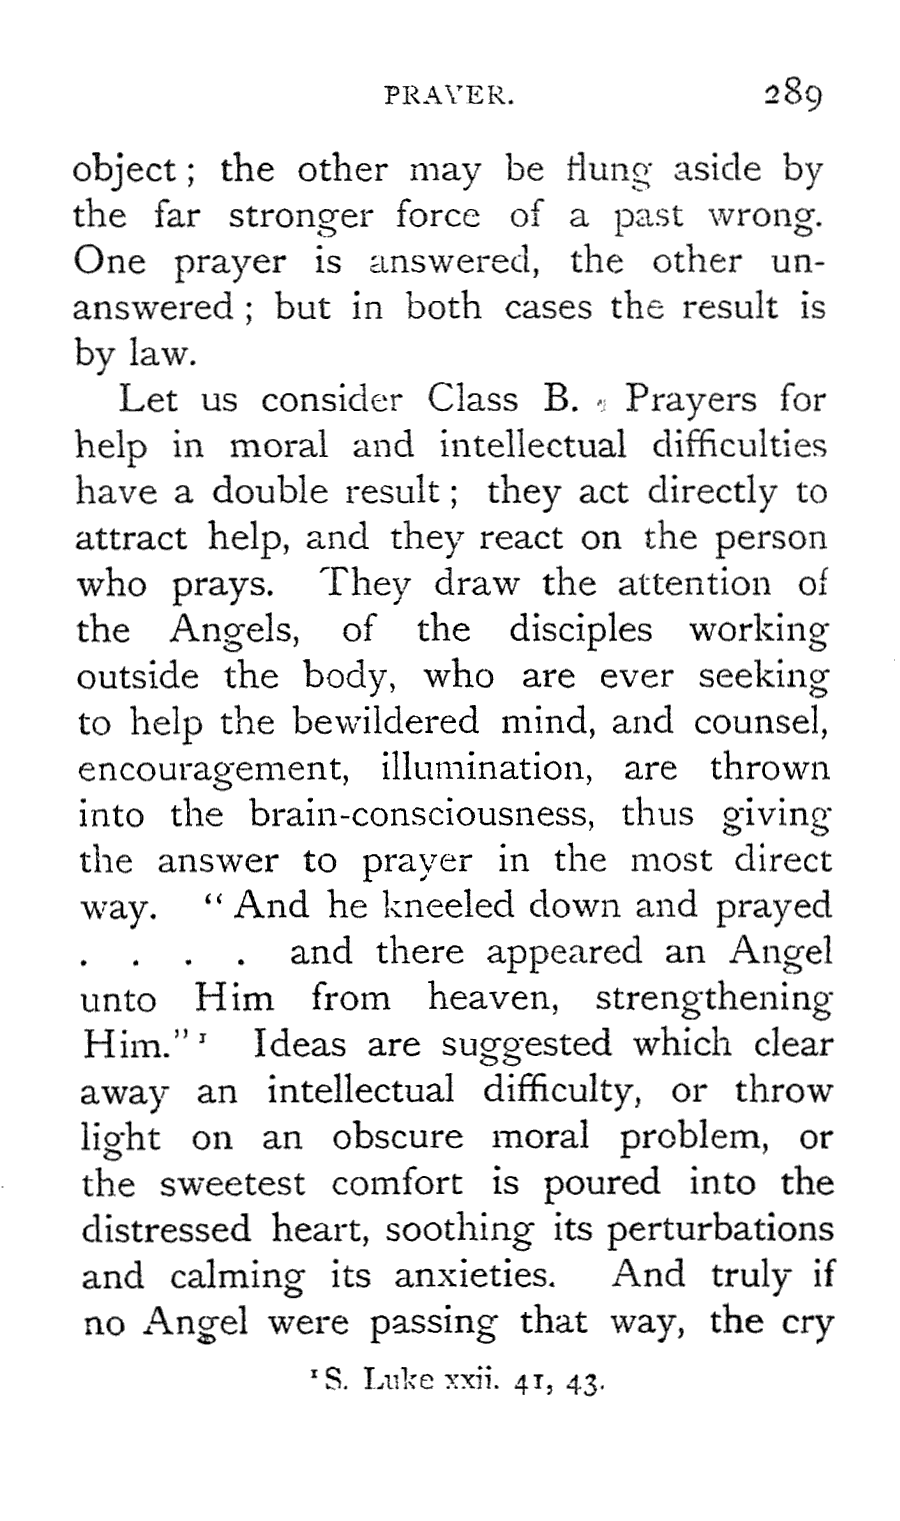 PRAYER. 289
object ; the other may be flung aside by
the far stronger force of a past wrong.
One prayer is answered, the other un-
answered ; but in both cases the result is
by law.
Let us consider Class B. Prayers for
help in moral and intellectual difficulties
have a double result ; they act directly to
attract help, and they react on the person
who prays. They draw the attention of
the Angels, of the disciples working
outside the body, who are ever seeking
to help the bewildered mind, and counsel,
encouragement, illumination, are thrown
into the brain-consciousness, thus giving
the answer to prayer in the most direct
way. “ And he kneeled down and prayed
. . . . and there appeared an Angel
unto Him from heaven, strengthening
Him.” ¹ Ideas are suggested which clear
away an intellectual difficulty, or throw
light on an obscure moral problem, or
the sweetest comfort is poured into the
distressed heart, soothing its perturbations
and calming its anxieties. And truly if
no Angel were passing that way, the cry
¹ S. Luke xxii. 41, 43.